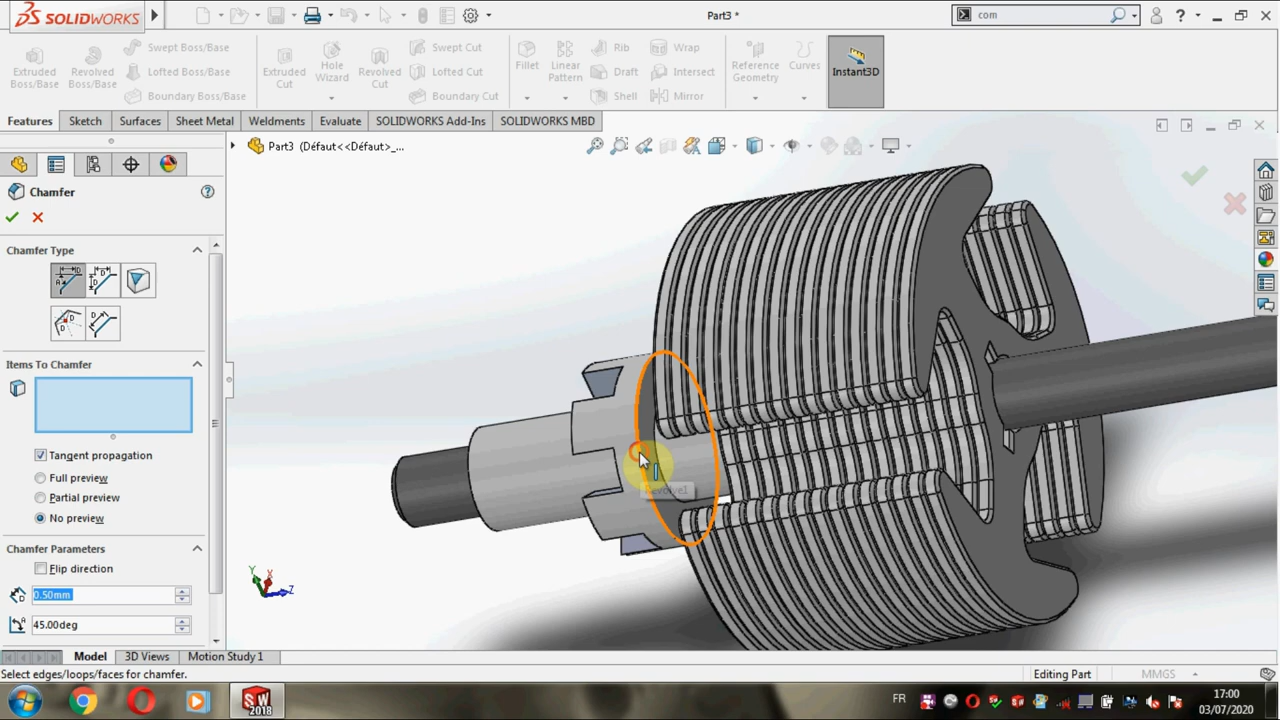 SOLIDWORKS
Part3 *
com
?
Extruded Boss/Base
Revolved Boss/Base
Swept Boss/Base
Lofted Boss/Base
Boundary Boss/Base
Extruded Cut
Hole Wizard
Revolved Cut
Swept Cut
Lofted Cut
Boundary Cut
Fillet
Linear Pattern
Rib
Draft
Shell
Wrap
Intersect
Mirror
Reference Geometry
Curves
Instant3D
Features
Sketch
Surfaces
Sheet Metal
Weldments
Evaluate
SOLIDWORKS Add-Ins
SOLIDWORKS MBD
Part3 (Défaut<<Défaut>_...
Chamfer
?
Chamfer Type
Items To Chamfer
Tangent propagation
Full preview
Partial preview
No preview
Chamfer Parameters
Flip direction
0.50mm
45.00deg
Revolve1
Y
X
Z
Model
3D Views
Motion Study 1
Select edges/loops/faces for chamfer.
Editing Part
MMGS
SW
2018
FR
17:00
03/07/2020